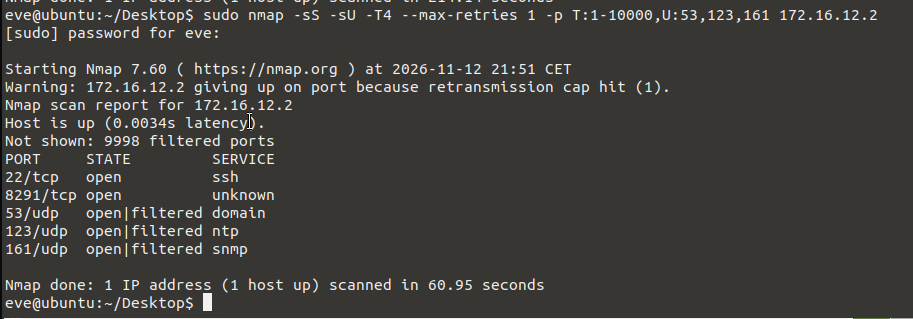 eve@ubuntu:~/Desktop$ sudo nmap -sS -sU -T4 --max-retries 1 -p T:1-10000,U:53,123,161 172.16.12.2
[sudo] password for eve:
Starting Nmap 7.60 ( https://nmap.org ) at 2026-11-12 21:51 CET
Warning: 172.16.12.2 giving up on port because retransmission cap hit (1).
Nmap scan report for 172.16.12.2
Host is up (0.0034s latency).
Not shown: 9998 filtered ports
PORT STATE SERVICE
22/tcp open ssh
8291/tcp open unknown
53/udp open|filtered domain
123/udp open|filtered ntp
161/udp open|filtered snmp
Nmap done: 1 IP address (1 host up) scanned in 60.95 seconds
eve@ubuntu:~/Desktop$